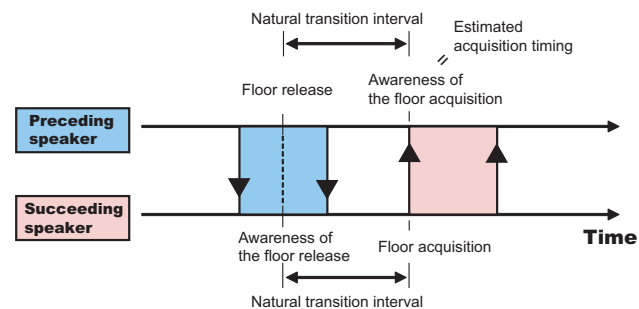 Natural transition interval
Estimated
acquisition timing
=
Awareness of
the floor acquisition
Floor release
Preceding
speaker
Succeeding
speaker
Time
Awareness of
the floor release
Floor acquisition
Natural transition interval